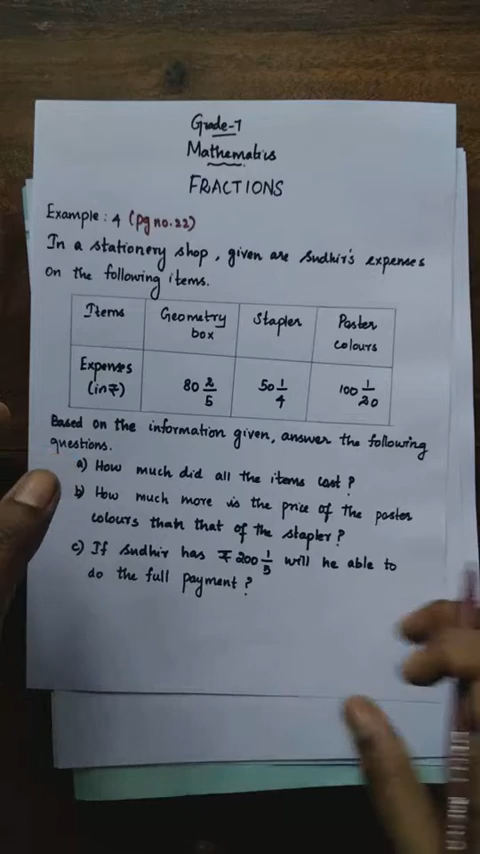 Grade-7
Mathematics
FRACTIONS
Example: 4 (pg no.22)
In a stationery shop, given are Sudhir's expenses
on the following items.
Items | Geometry box | Stapler | Poster colours
Expenses (in ₹) | 80 2/5 | 50 1/4 | 100 1/20
Based on the information given, answer the following
questions.
a) How much did all the items cost?
b) How much more is the price of the poster
colours than that of the stapler?
c) If Sudhir has ₹ 200 1/5 will he able to
do the full payment?